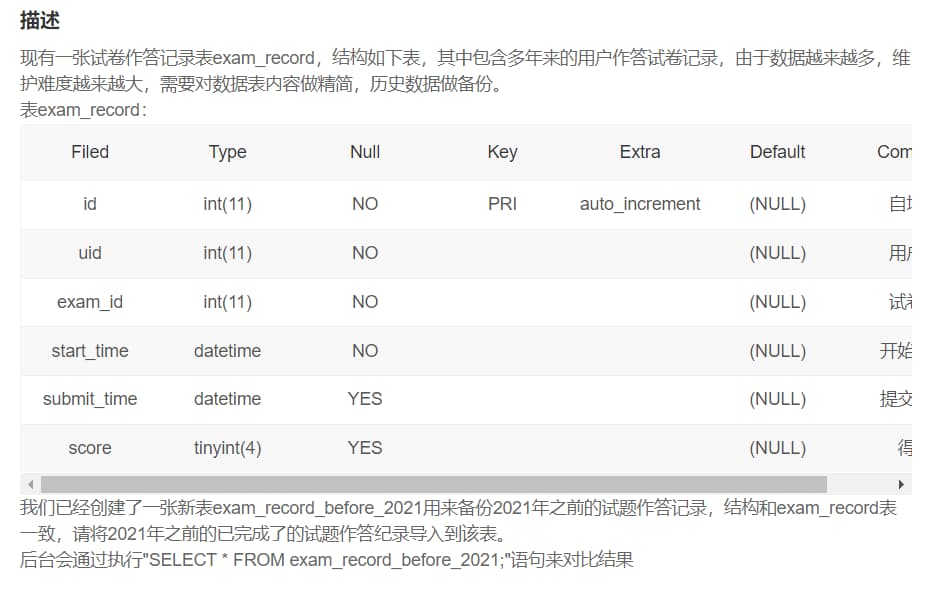 描述
现有一张试卷作答记录表exam_record，结构如下表，其中包含多年来的用户作答试卷记录，由于数据越来越多，维
护难度越来越大，需要对数据表内容做精简，历史数据做备份。
表exam_record：
Filed Type Null Key Extra Default Com
id int(11) NO PRI auto_increment (NULL) 自
uid int(11) NO (NULL) 用户
exam_id int(11) NO (NULL) 试卷
start_time datetime NO (NULL) 开始
submit_time datetime YES (NULL) 提交
score tinyint(4) YES (NULL) 得
我们已经创建了一张新表exam_record_before_2021用来备份2021年之前的试题作答记录，结构和exam_record表
一致，请将2021年之前的已完成了的试题作答纪录导入到该表。
后台会通过执行"SELECT * FROM exam_record_before_2021;"语句来对比结果